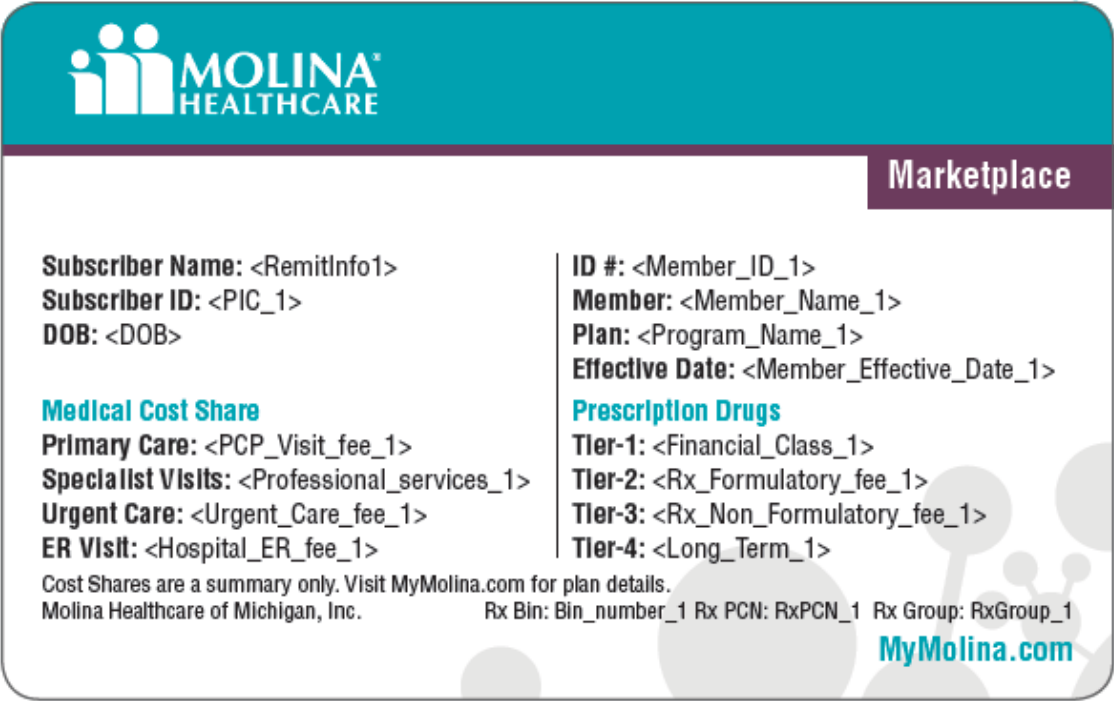 MOLINA®
HEALTHCARE
Marketplace
Subscriber Name: <RemitInfo1>
Subscriber ID: <PIC_1>
DOB: <DOB>
ID #: <Member_ID_1>
Member: <Member_Name_1>
Plan: <Program_Name_1>
Effective Date: <Member_Effective_Date_1>
Medical Cost Share
Primary Care: <PCP_Visit_fee_1>
Specialist Visits: <Professional_services_1>
Urgent Care: <Urgent_Care_fee_1>
ER Visit: <Hospital_ER_fee_1>
Prescription Drugs
Tier-1: <Financial_Class_1>
Tier-2: <Rx_Formulatory_fee_1>
Tier-3: <Rx_Non_Formulatory_fee_1>
Tier-4: <Long_Term_1>
Cost Shares are a summary only. Visit MyMolina.com for plan details.
Molina Healthcare of Michigan, Inc. Rx Bin: Bin_number_1 Rx PCN: RxPCN_1 Rx Group: RxGroup_1
MyMolina.com